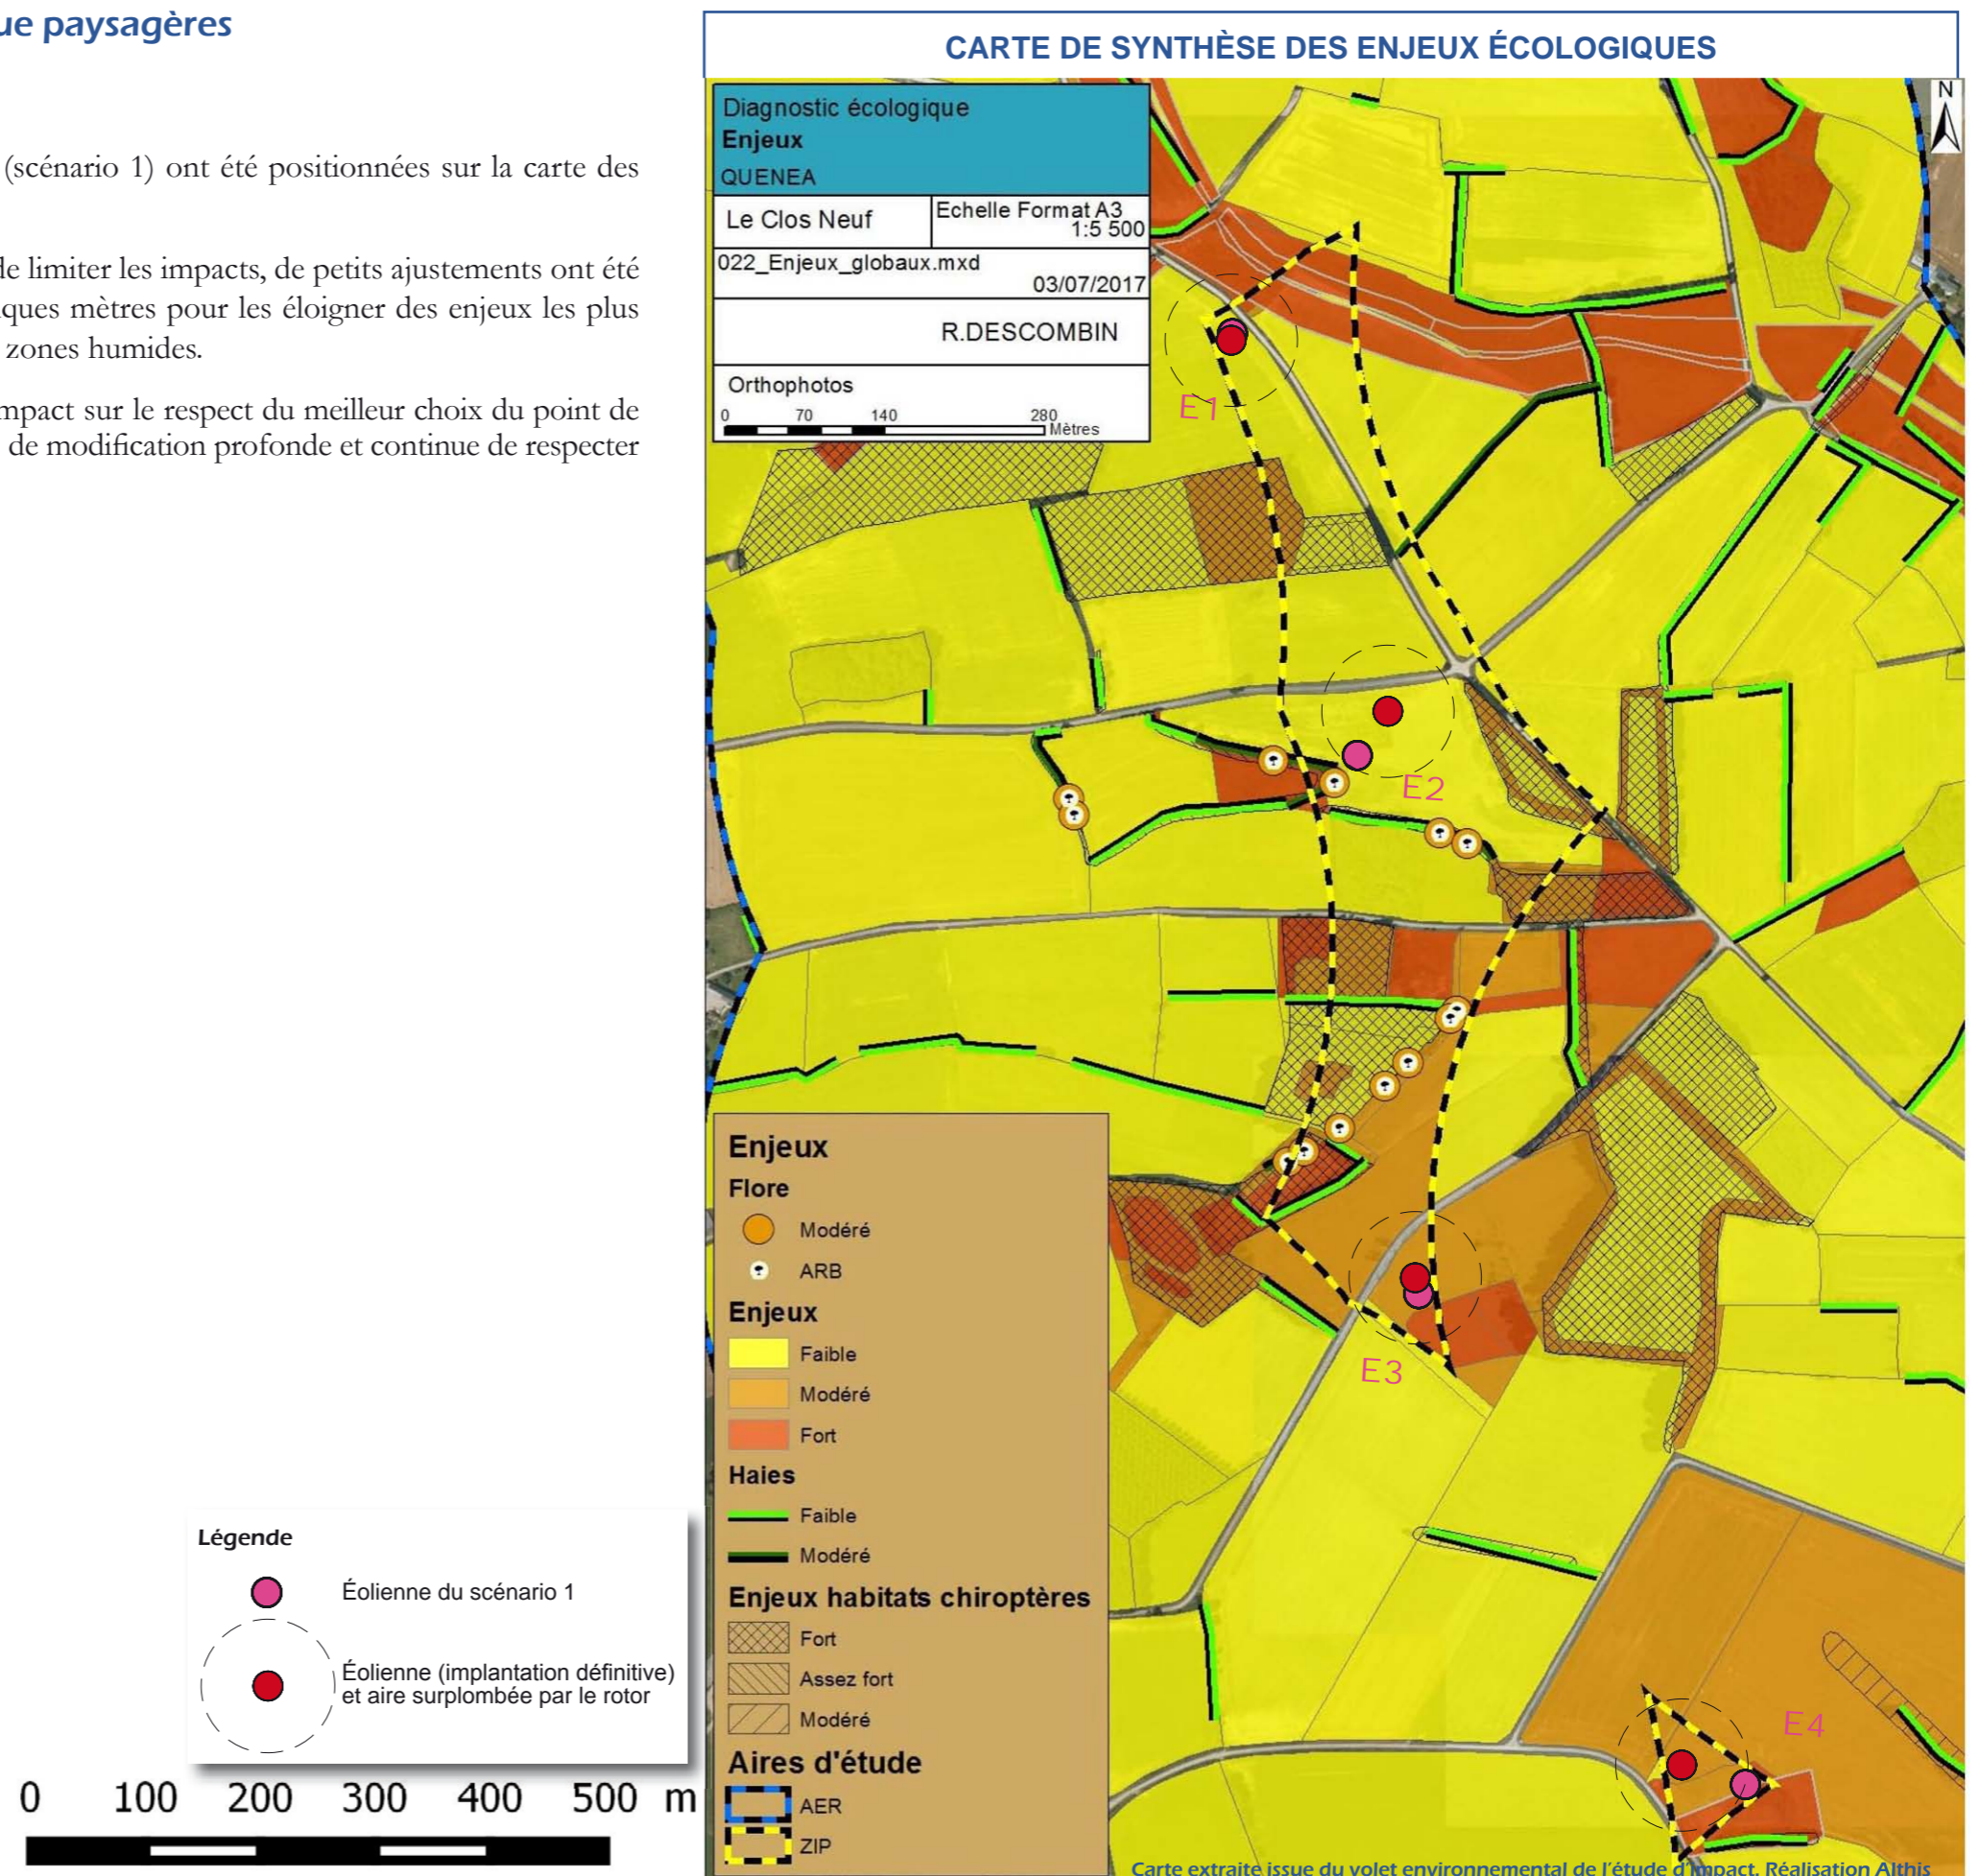 ue paysagères
(scénario 1) ont été positionnées sur la carte des
de limiter les impacts, de petits ajustements ont été
ques mètres pour les éloigner des enjeux les plus
zones humides.
mpact sur le respect du meilleur choix du point de
de modification profonde et continue de respecter
CARTE DE SYNTHÈSE DES ENJEUX ÉCOLOGIQUES
Diagnostic écologique
Enjeux
QUENEA
Le Clos Neuf
Echelle Format A3
1:5 500
022_Enjeux_globaux.mxd
03/07/2017
R.DESCOMBIN
Orthophotos
0 70 140 280
Mètres
N
E1
E2
E3
E4
Enjeux
Flore
Modéré
ARB
Enjeux
Faible
Modéré
Fort
Haies
Faible
Modéré
Enjeux habitats chiroptères
Fort
Assez fort
Modéré
Aires d'étude
AER
ZIP
Légende
Éolienne du scénario 1
Éolienne (implantation définitive)
et aire surplombée par le rotor
0 100 200 300 400 500 m
Carte extraite issue du volet environnemental de l'étude d'impact. Réalisation Althis